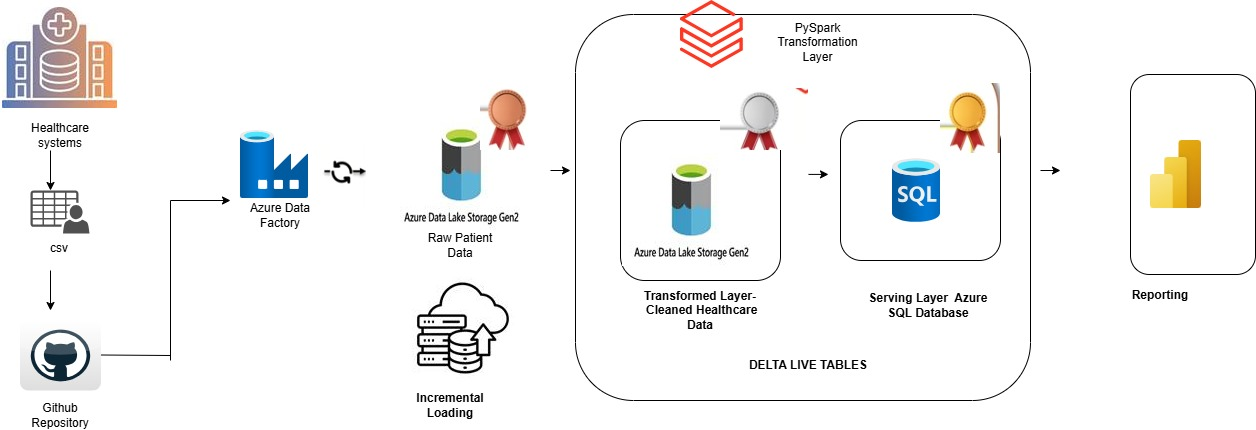 Healthcare
systems
csv
Github
Repository
Azure Data
Factory
Azure Data Lake Storage Gen2
Raw Patient
Data
Incremental
Loading
PySpark
Transformation
Layer
Azure Data Lake Storage Gen2
Transformed Layer-
Cleaned Healthcare
Data
SQL
Serving Layer Azure
SQL Database
DELTA LIVE TABLES
Reporting